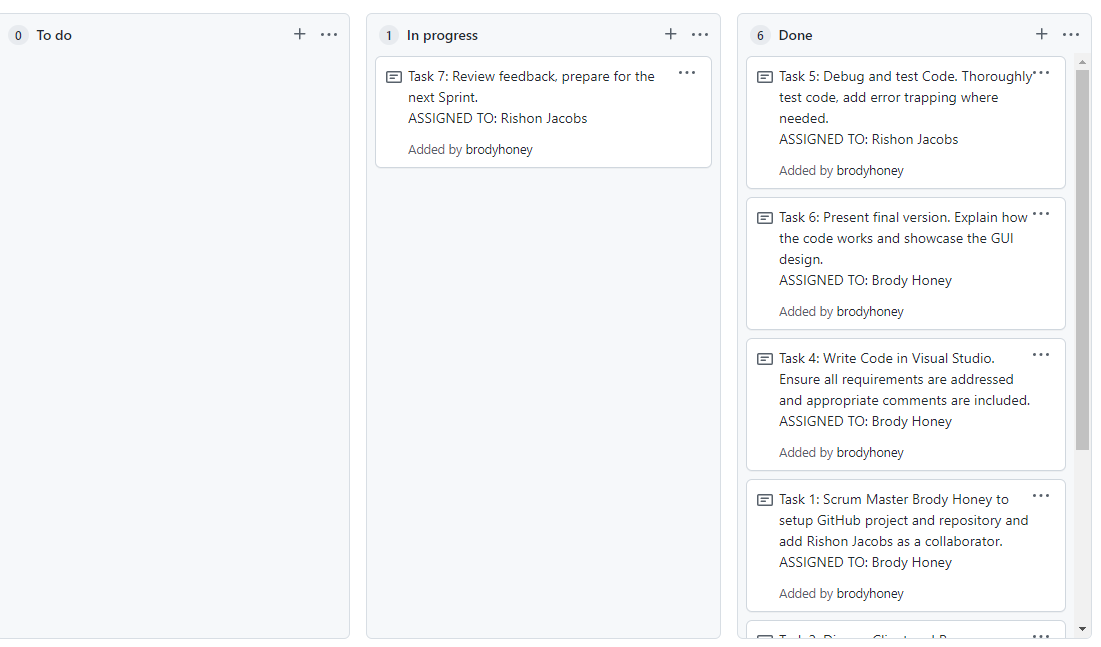 0 To do
1 In progress
Task 7: Review feedback, prepare for the
next Sprint.
ASSIGNED TO: Rishon Jacobs
Added by brodyhoney
6 Done
Task 5: Debug and test Code. Thoroughly
test code, add error trapping where
needed.
ASSIGNED TO: Rishon Jacobs
Added by brodyhoney
Task 6: Present final version. Explain how
the code works and showcase the GUI
design.
ASSIGNED TO: Brody Honey
Added by brodyhoney
Task 4: Write Code in Visual Studio.
Ensure all requirements are addressed
and appropriate comments are included.
ASSIGNED TO: Brody Honey
Added by brodyhoney
Task 1: Scrum Master Brody Honey to
setup GitHub project and repository and
add Rishon Jacobs as a collaborator.
ASSIGNED TO: Brody Honey
Added by brodyhoney